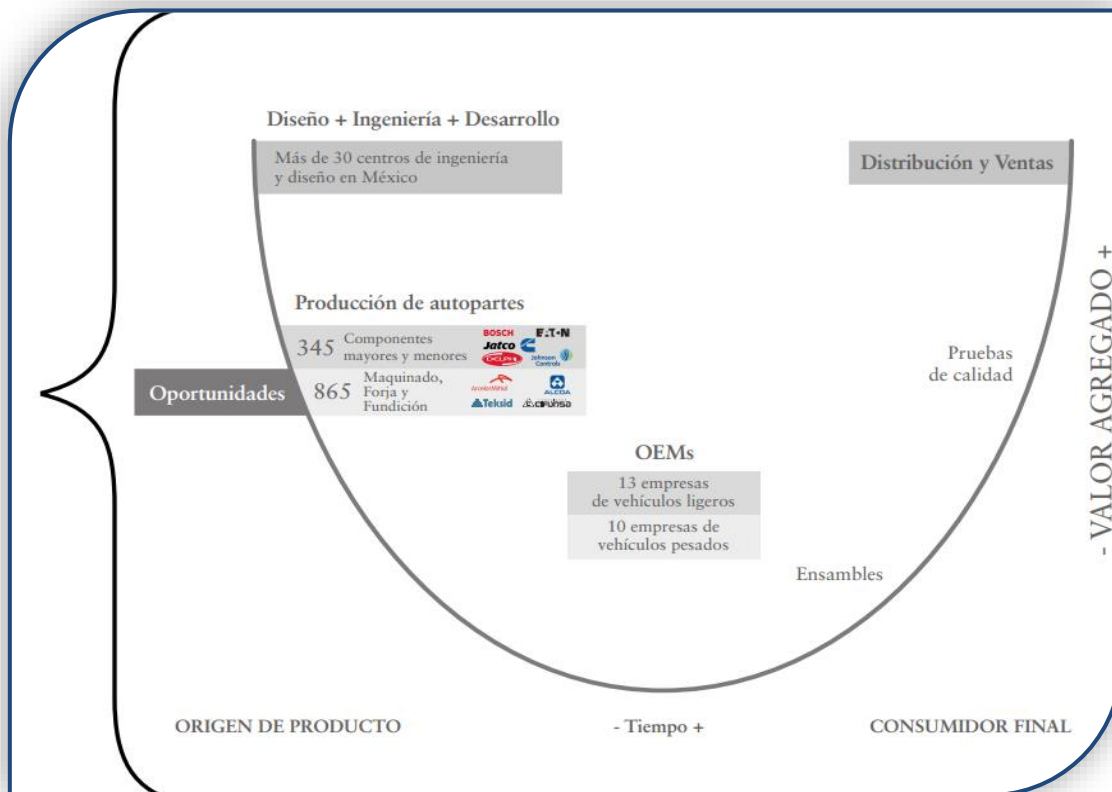 Diseño + Ingeniería + Desarrollo
Más de 30 centros de ingeniería
y diseño en México
Distribución y Ventas
Producción de autopartes
345 Componentes
mayores y menores
BOSCH
E·T·N
Jatco
DELPHI
Johnson
Controls
Oportunidades
865 Maquinado,
Forja y
Fundición
ArcelorMittal
ALCOA
Teksid
Pruebas
de calidad
OEMs
13 empresas
de vehículos ligeros
10 empresas de
vehículos pesados
Ensambles
- VALOR AGREGADO +
ORIGEN DE PRODUCTO
- Tiempo +
CONSUMIDOR FINAL